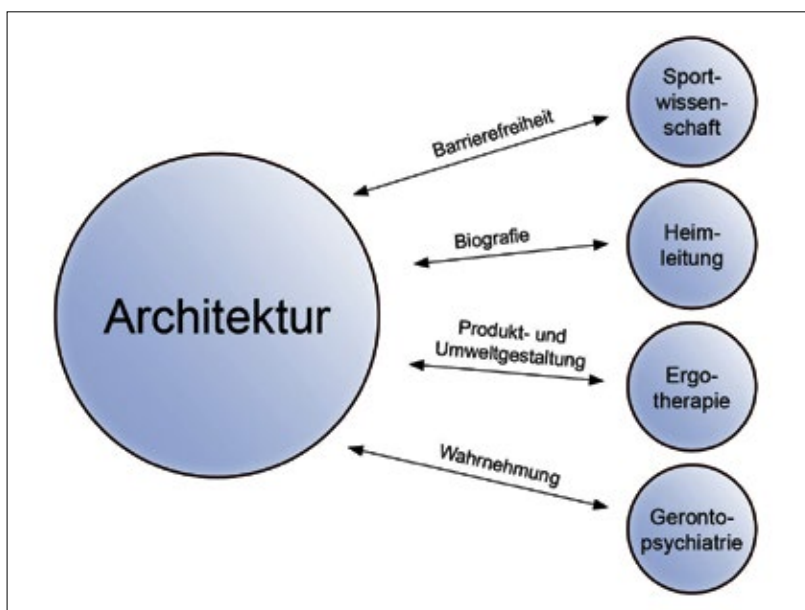 Architektur
Barrierefreiheit
Sport-
wissen-
schaft
Biografie
Heim-
leitung
Produkt- und
Umweltgestaltung
Ergo-
therapie
Wahrnehmung
Geronto-
psychiatrie